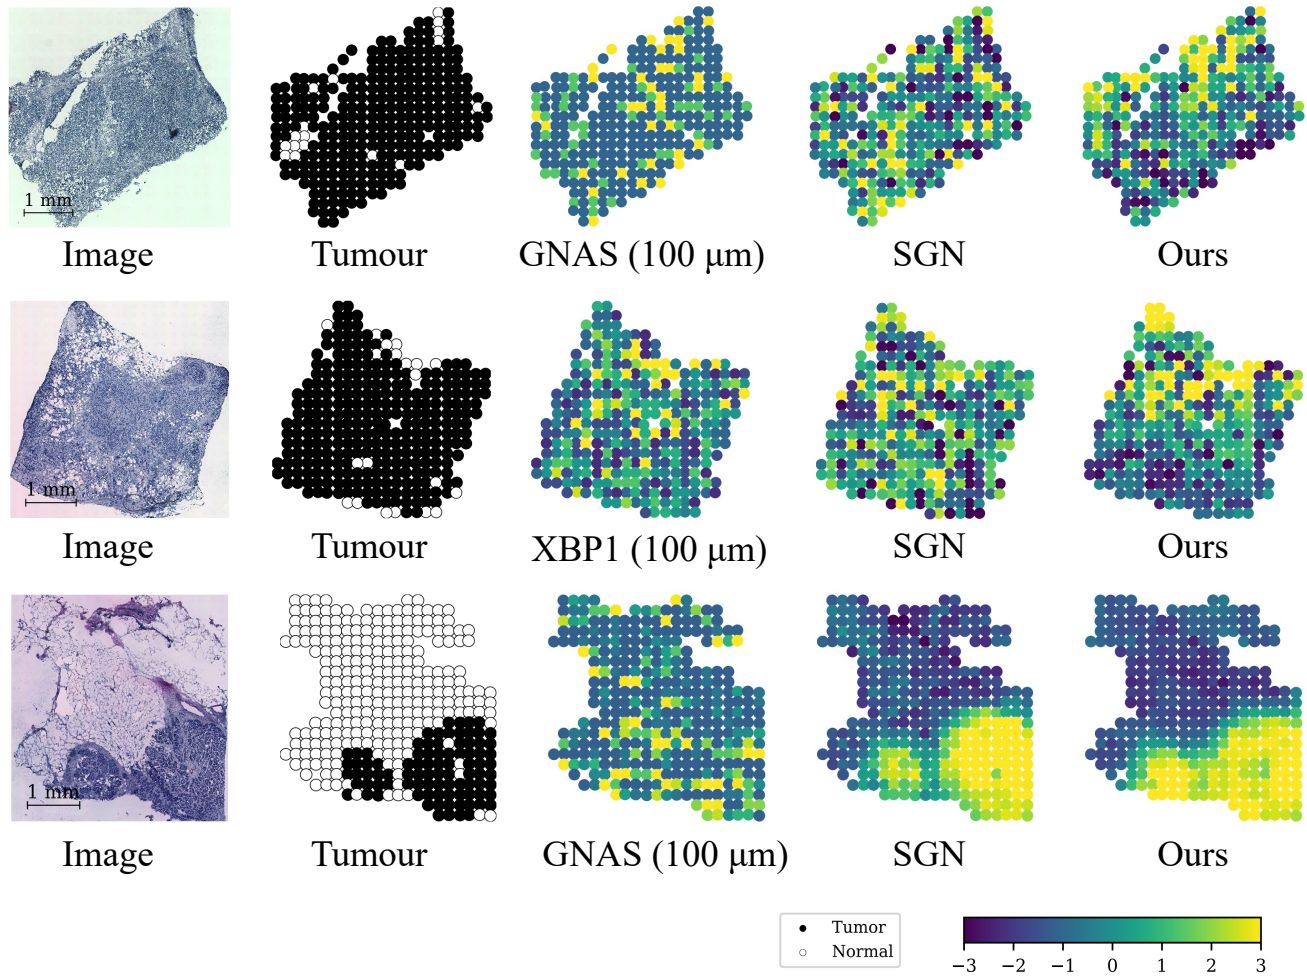 1 mm
Image Tumour GNAS (100 μm) SGN Ours
1 mm
Image Tumour XBP1 (100 μm) SGN Ours
1 mm
Image Tumour GNAS (100 μm) SGN Ours
Tumor
Normal
−3 −2 −1 0 1 2 3